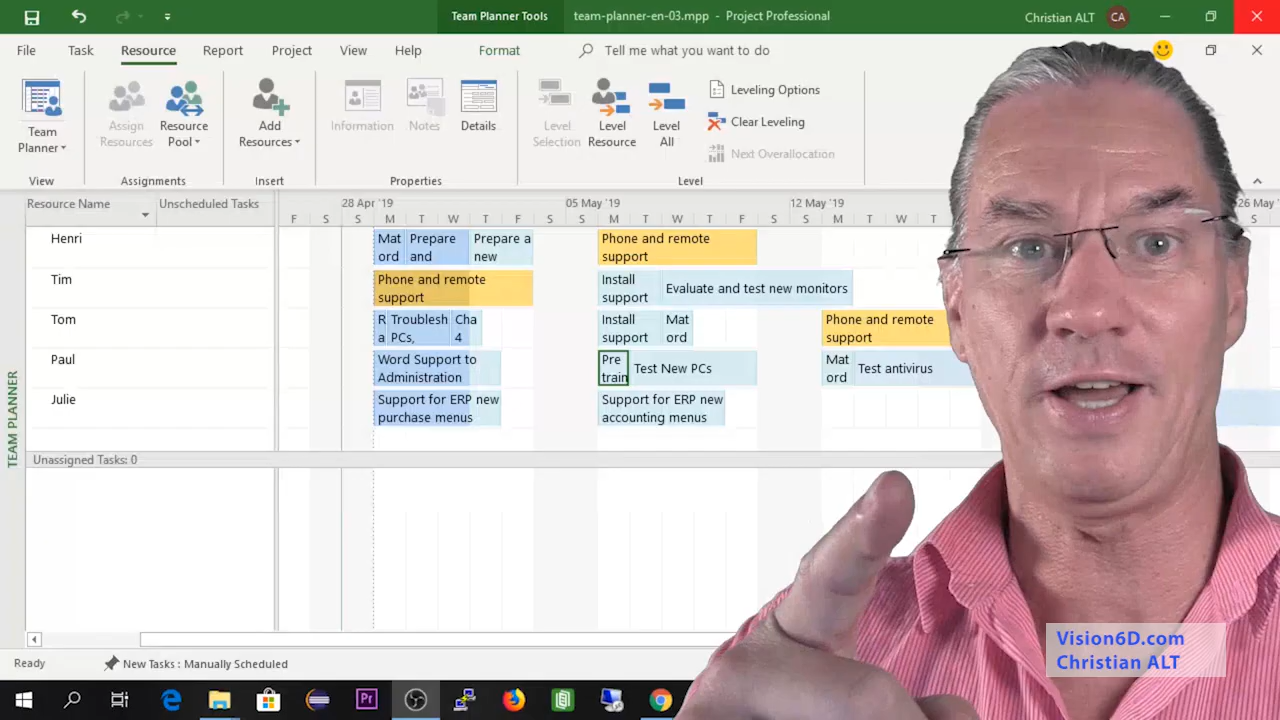 Team Planner Tools
team-planner-en-03.mpp - Project Professional
Christian ALT
CA
File
Task
Resource
Report
Project
View
Help
Format
Tell me what you want to do
Team
Planner
Assign
Resources
Resource
Pool
Add
Resources
Information
Notes
Details
Level
Selection
Level
Resource
Level
All
Leveling Options
Clear Leveling
Next Overallocation
View
Assignments
Insert
Properties
Level
Resource Name
Unscheduled Tasks
28 Apr '19
05 May '19
12 May '19
26 May '
F S S M T W T F S S M T W T F S S M T W T
S
TEAM PLANNER
Henri
Mat
ord
Prepare
and
Prepare a
new
Phone and remote
support
Tim
Phone and remote
support
Install
support
Evaluate and test new monitors
Tom
R
a
Troublesh
PCs,
Cha
4
Install
support
Mat
ord
Phone and remote
support
Paul
Word Support to
Administration
Pre
train
Test New PCs
Mat
ord
Test antivirus
Julie
Support for ERP new
purchase menus
Support for ERP new
accounting menus
Unassigned Tasks: 0
Ready
New Tasks : Manually Scheduled
Pr
Vision6D.com
Christian ALT